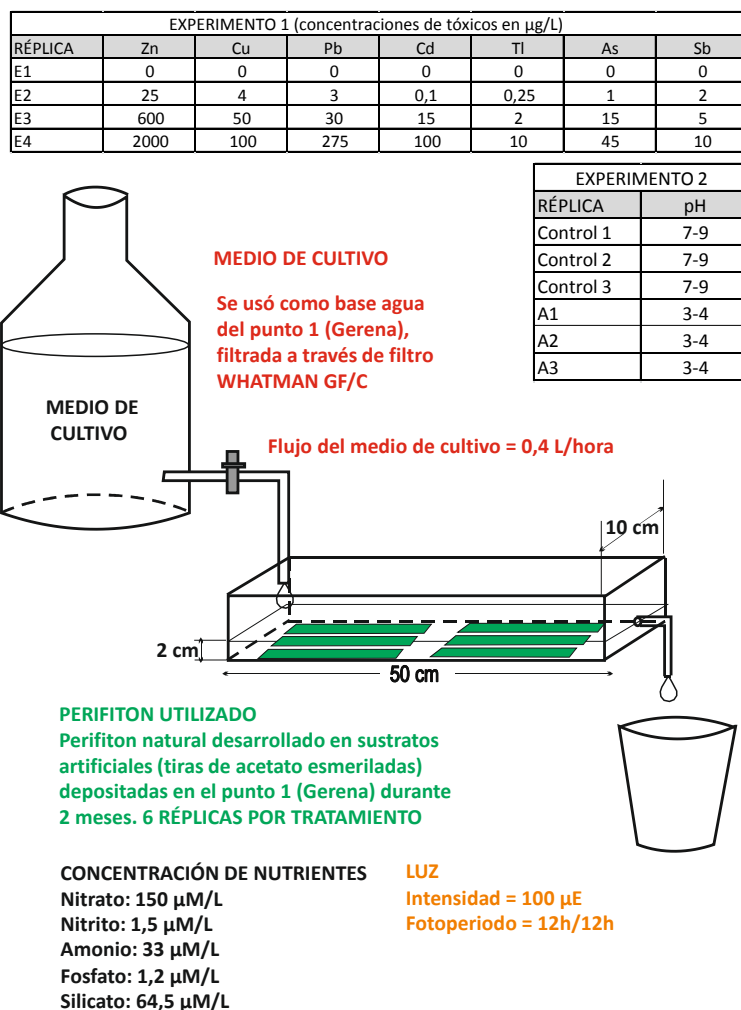 EXPERIMENTO 1 (concentraciones de tóxicos en µg/L)
RÉPLICA Zn Cu Pb Cd Tl As Sb
E1 0 0 0 0 0 0 0
E2 25 4 3 0,1 0,25 1 2
E3 600 50 30 15 2 15 5
E4 2000 100 275 100 10 45 10
EXPERIMENTO 2
RÉPLICA pH
Control 1 7-9
Control 2 7-9
Control 3 7-9
A1 3-4
A2 3-4
A3 3-4
MEDIO DE CULTIVO
Se usó como base agua
del punto 1 (Gerena),
filtrada a través de filtro
WHATMAN GF/C
MEDIO DE
CULTIVO
Flujo del medio de cultivo = 0,4 L/hora
10 cm
2 cm
50 cm
PERIFITON UTILIZADO
Perifiton natural desarrollado en sustratos
artificiales (tiras de acetato esmeriladas)
depositadas en el punto 1 (Gerena) durante
2 meses. 6 RÉPLICAS POR TRATAMIENTO
CONCENTRACIÓN DE NUTRIENTES
Nitrato: 150 µM/L
Nitrito: 1,5 µM/L
Amonio: 33 µM/L
Fosfato: 1,2 µM/L
Silicato: 64,5 µM/L
LUZ
Intensidad = 100 µE
Fotoperiodo = 12h/12h